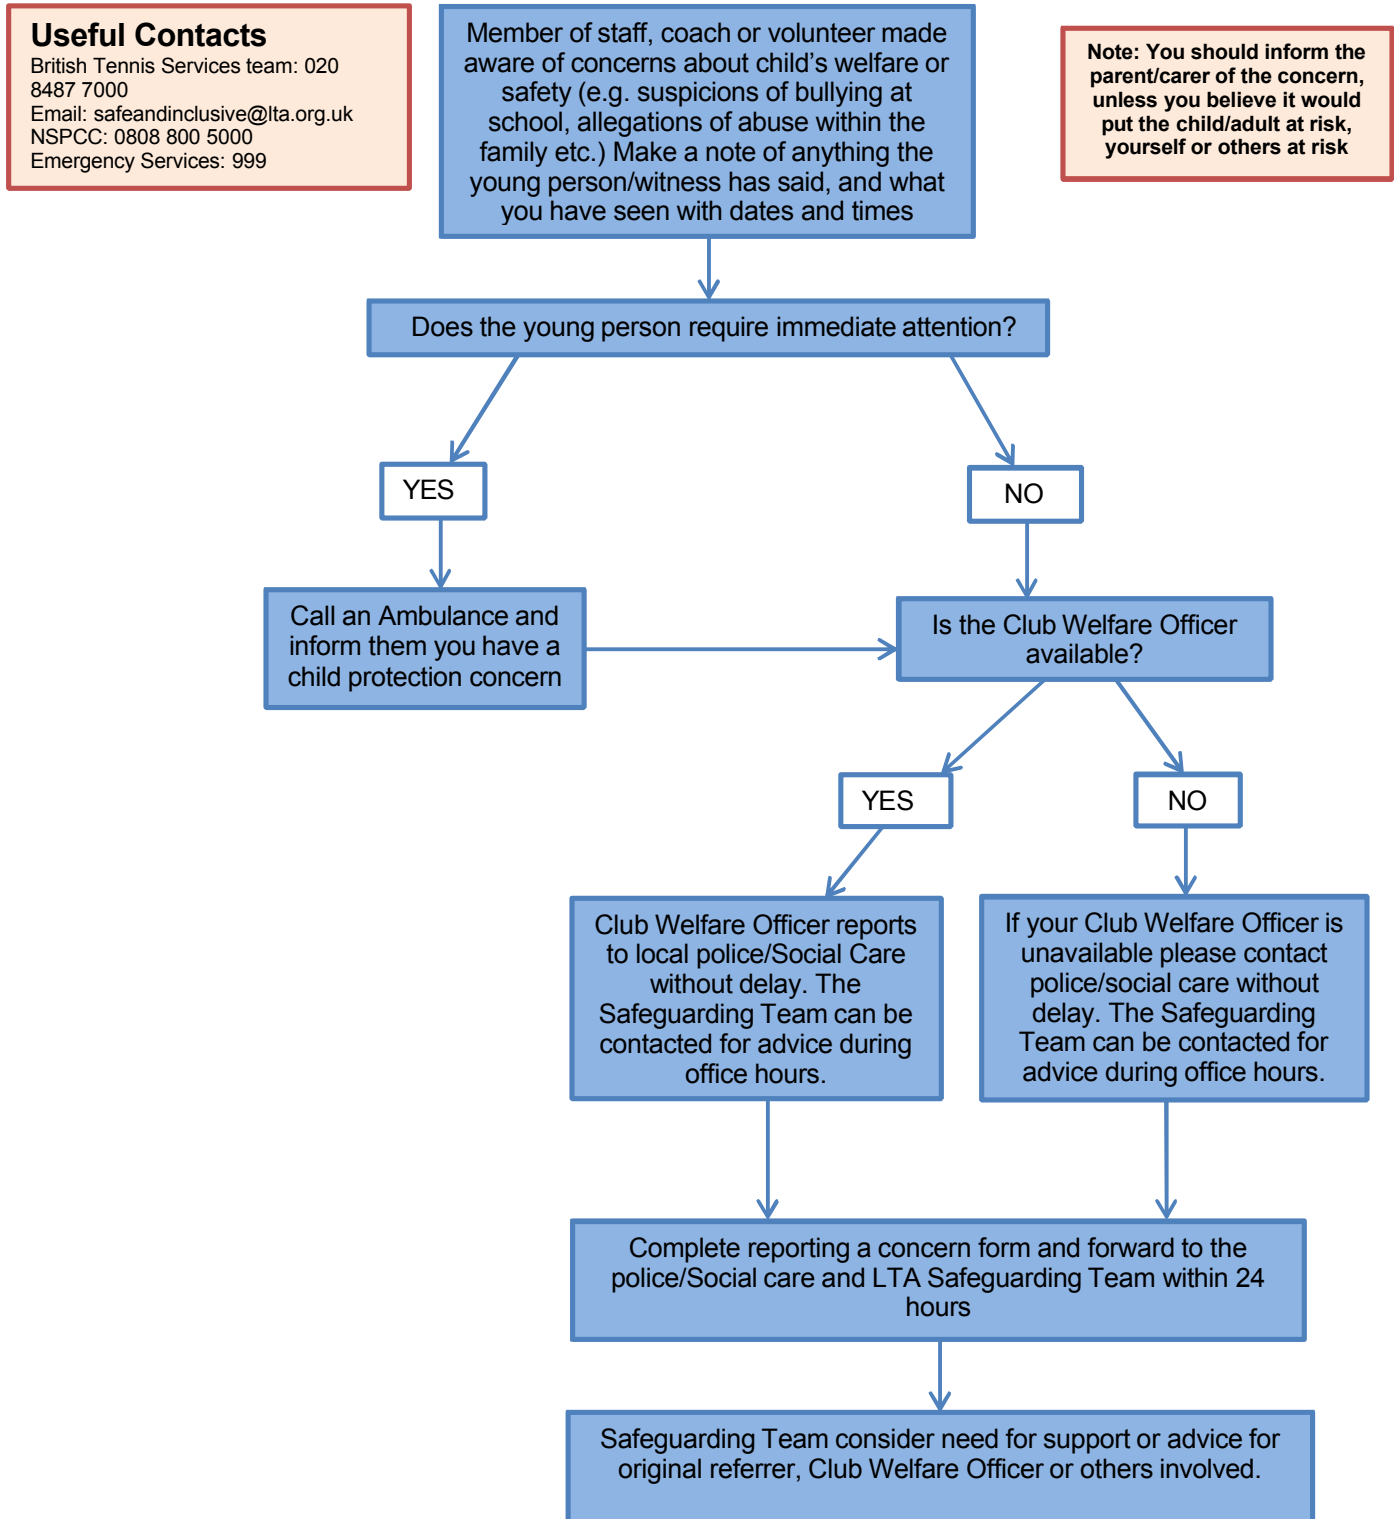 Useful Contacts
British Tennis Services team: 020
8487 7000
Email: safeandinclusive@lta.org.uk
NSPCC: 0808 800 5000
Emergency Services: 999
Member of staff, coach or volunteer made
aware of concerns about child’s welfare or
safety (e.g. suspicions of bullying at
school, allegations of abuse within the
family etc.) Make a note of anything the
young person/witness has said, and what
you have seen with dates and times
Note: You should inform the
parent/carer of the concern,
unless you believe it would
put the child/adult at risk,
yourself or others at risk
Does the young person require immediate attention?
YES
NO
Call an Ambulance and
inform them you have a
child protection concern
Is the Club Welfare Officer
available?
YES
NO
Club Welfare Officer reports
to local police/Social Care
without delay. The
Safeguarding Team can be
contacted for advice during
office hours.
If your Club Welfare Officer is
unavailable please contact
police/social care without
delay. The Safeguarding
Team can be contacted for
advice during office hours.
Complete reporting a concern form and forward to the
police/Social care and LTA Safeguarding Team within 24
hours
Safeguarding Team consider need for support or advice for
original referrer, Club Welfare Officer or others involved.